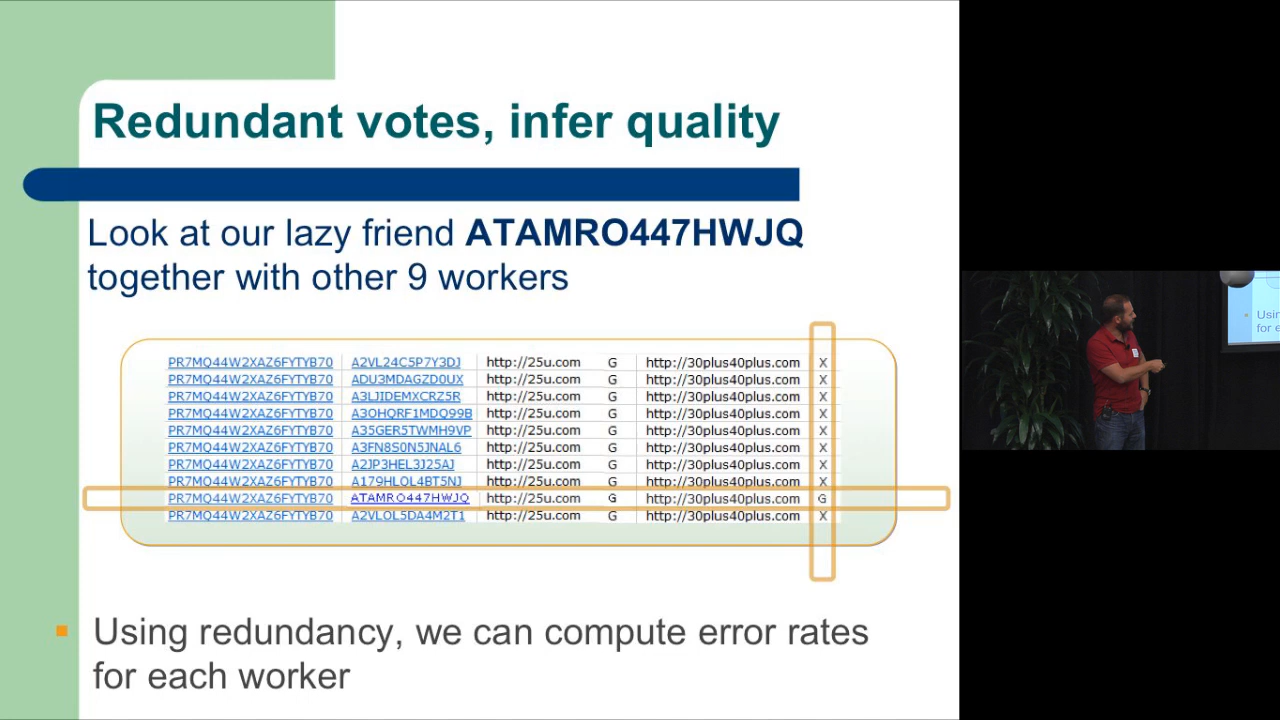 Redundant votes, infer quality
Look at our lazy friend ATAMRO447HWJQ
together with other 9 workers
PR7MQ44W2XAZ6FYTYB70 A2VL24C5P7Y3DJ http://25u.com G http://30plus40plus.com X
PR7MQ44W2XAZ6FYTYB70 ADU3MDAGZD0UX http://25u.com G http://30plus40plus.com X
PR7MQ44W2XAZ6FYTYB70 A3LJIDEMXCRZ5R http://25u.com G http://30plus40plus.com X
PR7MQ44W2XAZ6FYTYB70 A3OHQRF1MDQ99B http://25u.com G http://30plus40plus.com X
PR7MQ44W2XAZ6FYTYB70 A35GER5TWMH9VP http://25u.com G http://30plus40plus.com X
PR7MQ44W2XAZ6FYTYB70 A3FN8S0N5JNAL6 http://25u.com G http://30plus40plus.com X
PR7MQ44W2XAZ6FYTYB70 A2JP3HEL3J25AJ http://25u.com G http://30plus40plus.com X
PR7MQ44W2XAZ6FYTYB70 A179HLOL4BT5NJ http://25u.com G http://30plus40plus.com X
PR7MQ44W2XAZ6FYTYB70 ATAMRO447HWJQ http://25u.com G http://30plus40plus.com G
PR7MQ44W2XAZ6FYTYB70 A2VLOL5DA4M2T1 http://25u.com G http://30plus40plus.com X
Using redundancy, we can compute error rates
for each worker
Usin
for e